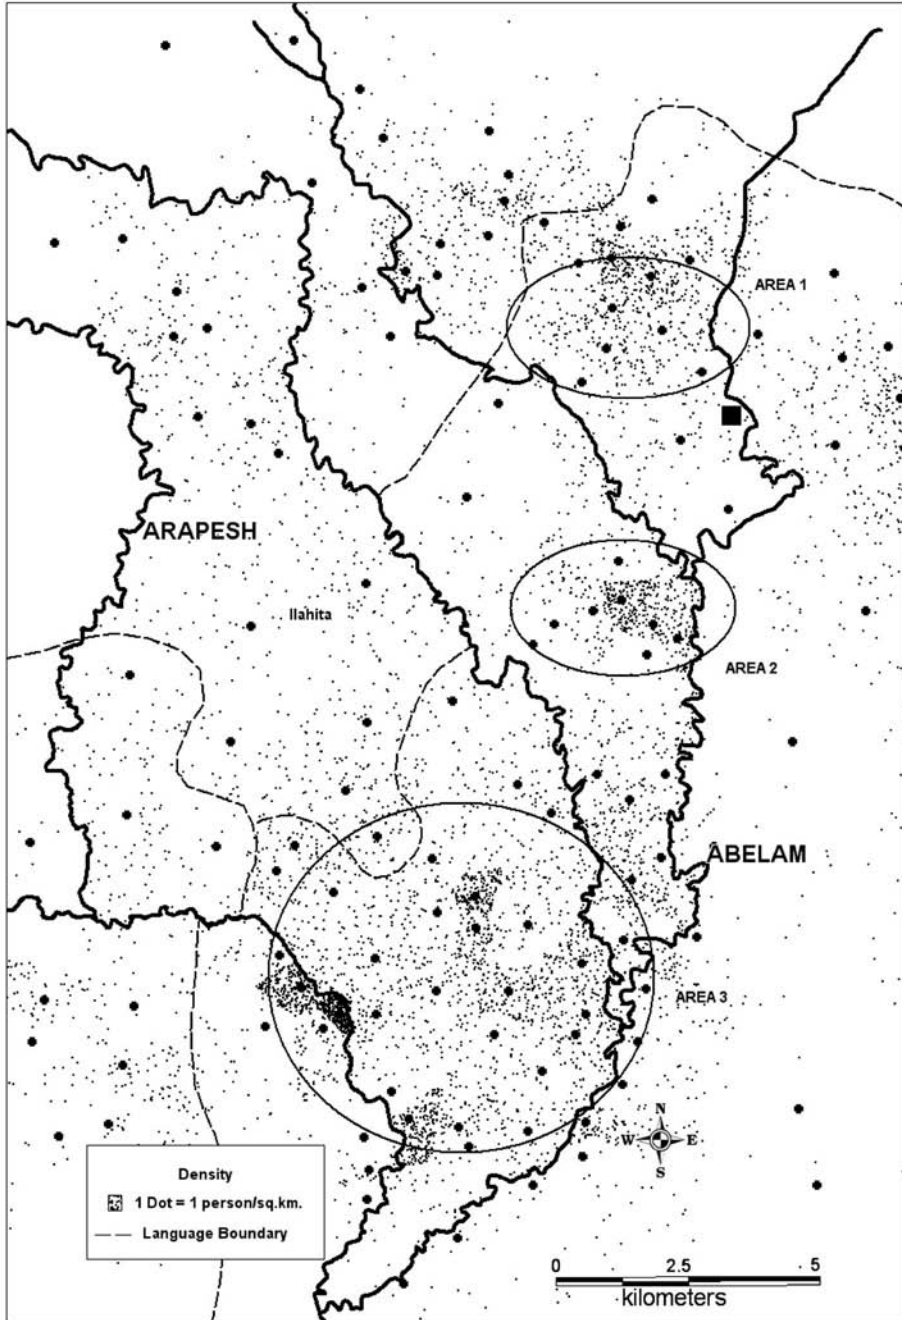 AREA 1
ARAPESH
Ilahita
AREA 2
ABELAM
AREA 3
N
W E
S
Density
1 Dot = 1 person/sq.km.
Language Boundary
0 2.5 5
kilometers